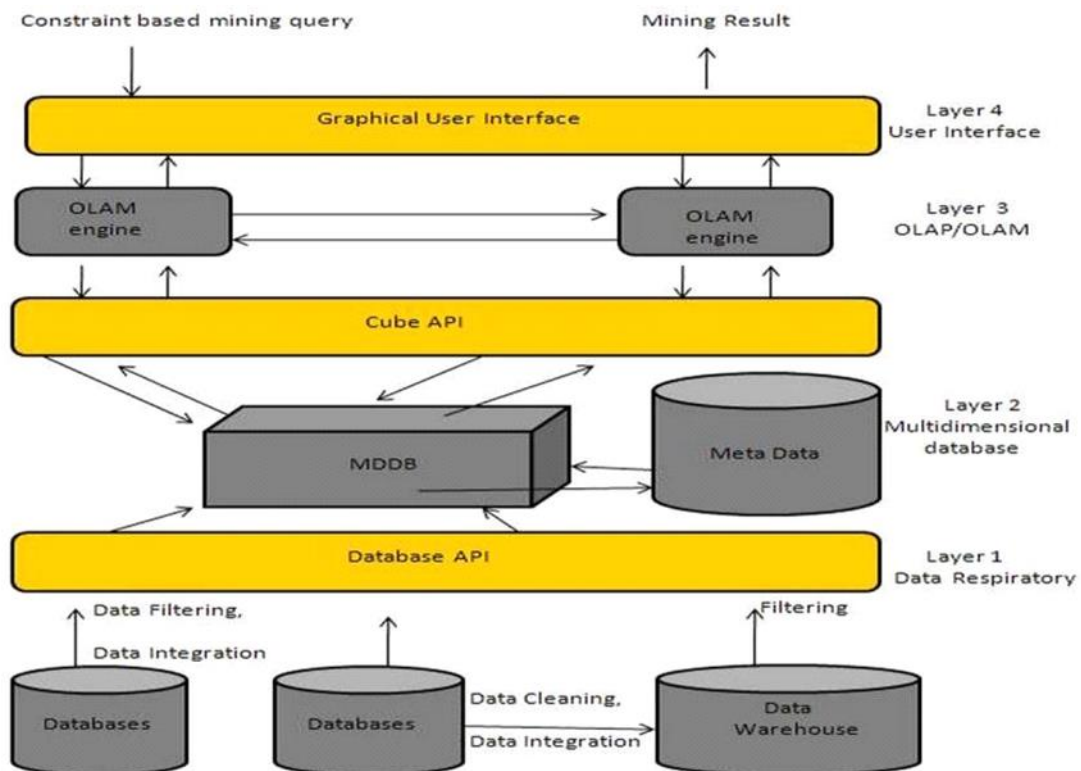 Constraint based mining query
Mining Result
Graphical User Interface
Layer 4
User Interface
OLAM
engine
OLAM
engine
Layer 3
OLAP/OLAM
Cube API
MDDB
Meta Data
Layer 2
Multidimensional
database
Database API
Layer 1
Data Respiratory
Data Filtering,
Data Integration
Filtering
Databases
Databases
Data Cleaning,
Data Integration
Data
Warehouse